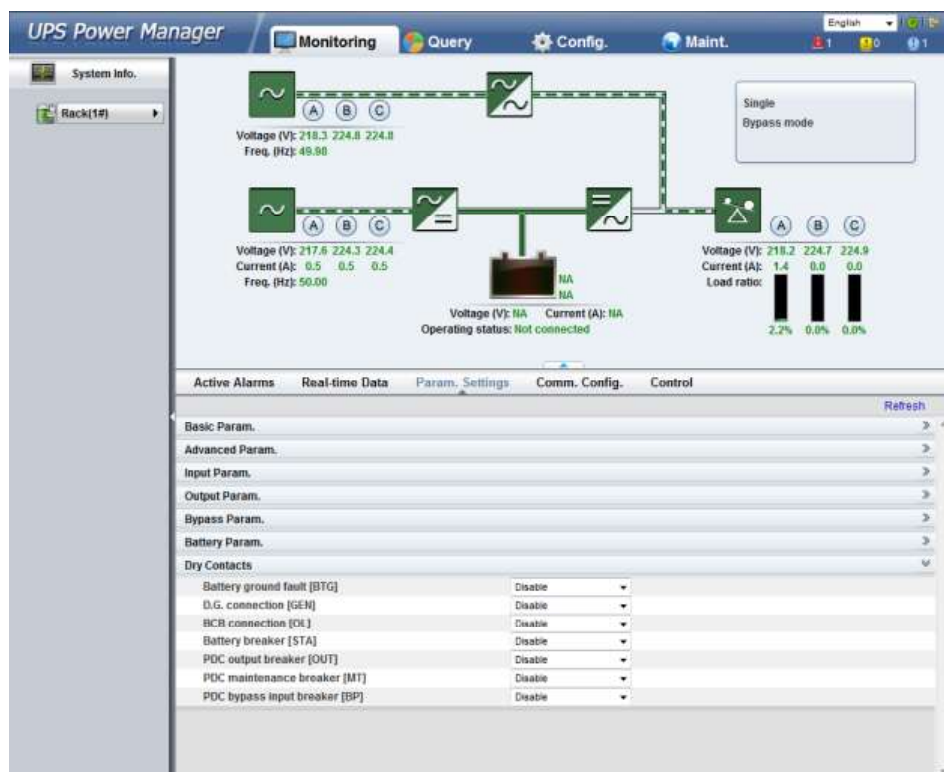 UPS Power Manager
Monitoring Query Config. Maint.
English
1 0 1
System Info.
Rack(1#)
A B C
Voltage (V): 218.3 224.8 224.8
Freq. (Hz): 49.98
Single
Bypass mode
A B C
Voltage (V): 217.6 224.3 224.4
Current (A): 0.5 0.5 0.5
Freq. (Hz): 50.00
NA
NA
Voltage (V): NA Current (A): NA
Operating status: Not connected
A B C
Voltage (V): 218.2 224.7 224.9
Current (A): 1.4 0.0 0.0
Load ratio:
2.2% 0.0% 0.0%
Active Alarms Real-time Data Param. Settings Comm. Config. Control
Refresh
Basic Param.
Advanced Param.
Input Param.
Output Param.
Bypass Param.
Battery Param.
Dry Contacts
Battery ground fault [BTG] Disable
D.G. connection [GEN] Disable
BCB connection [OL] Disable
Battery breaker [STA] Disable
PDC output breaker [OUT] Disable
PDC maintenance breaker [MT] Disable
PDC bypass input breaker [BP] Disable